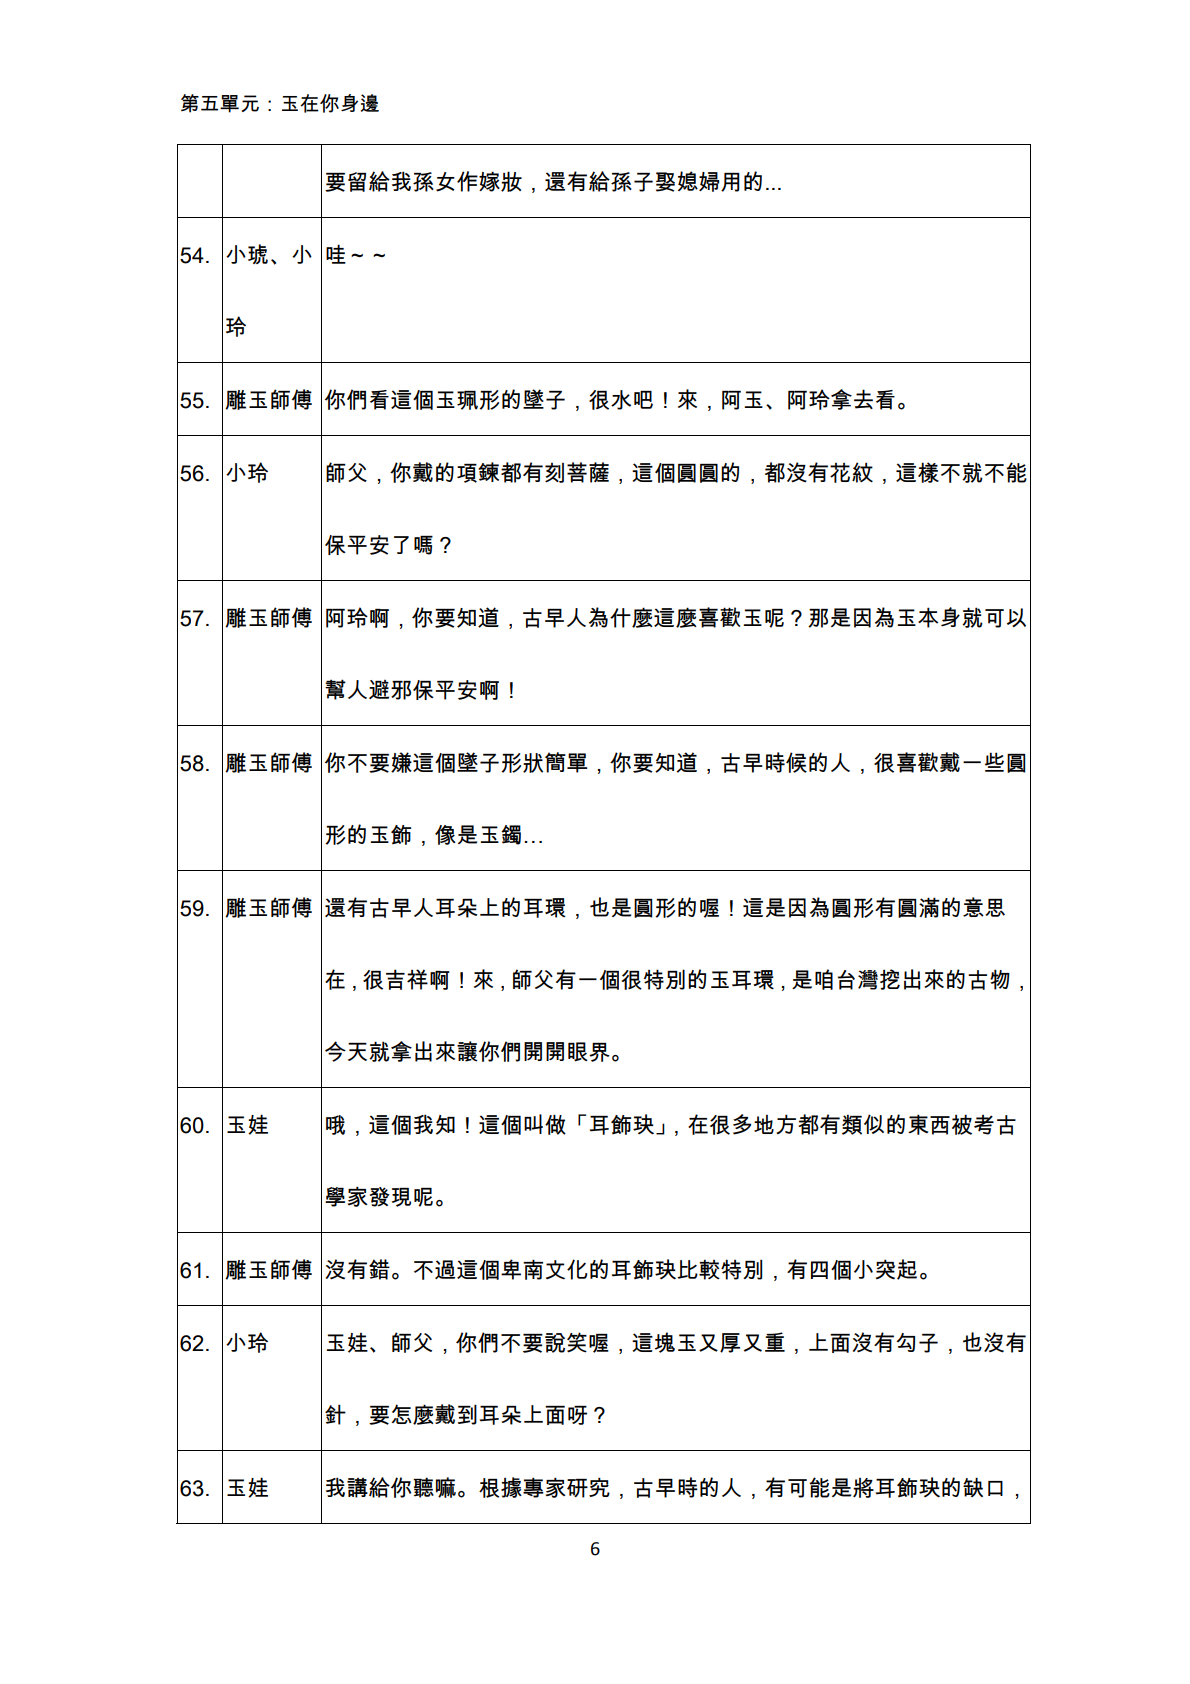 第五單元：玉在你身邊
要留給我孫女作嫁妝，還有給孫子娶媳婦用的...
54. 小琥、小 哇～～
玲
55. 雕玉師傅 你們看這個玉珮形的墜子，很水吧！來，阿玉、阿玲拿去看。
56. 小玲 師父，你戴的項鍊都有刻菩薩，這個圓圓的，都沒有花紋，這樣不就不能
保平安了嗎？
57. 雕玉師傅 阿玲啊，你要知道，古早人為什麼這麼喜歡玉呢？那是因為玉本身就可以
幫人避邪保平安啊！
58. 雕玉師傅 你不要嫌這個墜子形狀簡單，你要知道，古早時候的人，很喜歡戴一些圓
形的玉飾，像是玉鐲…
59. 雕玉師傅 還有古早人耳朵上的耳環，也是圓形的喔！這是因為圓形有圓滿的意思
在，很吉祥啊！來，師父有一個很特別的玉耳環，是咱台灣挖出來的古物，
今天就拿出來讓你們開開眼界。
60. 玉娃 哦，這個我知！這個叫做「耳飾玦」，在很多地方都有類似的東西被考古
學家發現呢。
61. 雕玉師傅 沒有錯。不過這個卑南文化的耳飾玦比較特別，有四個小突起。
62. 小玲 玉娃、師父，你們不要說笑喔，這塊玉又厚又重，上面沒有勾子，也沒有
針，要怎麼戴到耳朵上面呀？
63. 玉娃 我講給你聽嘛。根據專家研究，古早時的人，有可能是將耳飾玦的缺口，
6